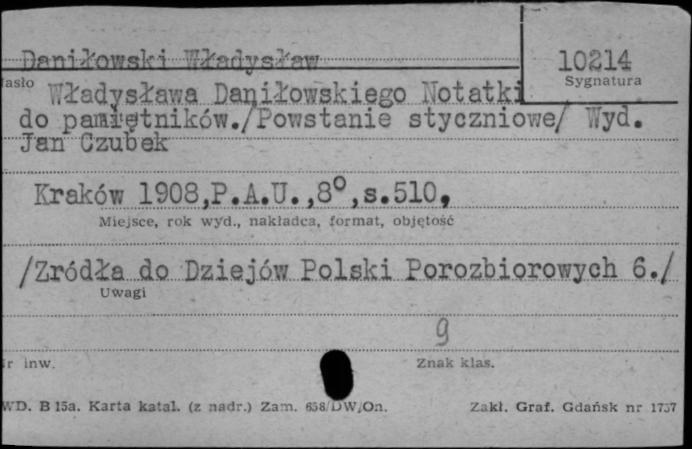 Daniłowski Władysław
10214
asło
Sygnatura
Władysława Daniłowskiego Notatki
do pamiętników./Powstanie styczniowe/ Wyd.
Jan Czubek
Kraków 1908,P.A.U.,8°,s.510,
Miejsce, rok wyd., nakładca, format, objętość
/Zródła do Dziejów Polski Porozbiorowych 6./
Uwagi
9
r inw.
Znak klas.
WD. B 15a. Karta katal. (z nadr.) Zam. 658/DW/On.
Zakł. Graf. Gdańsk nr 1757